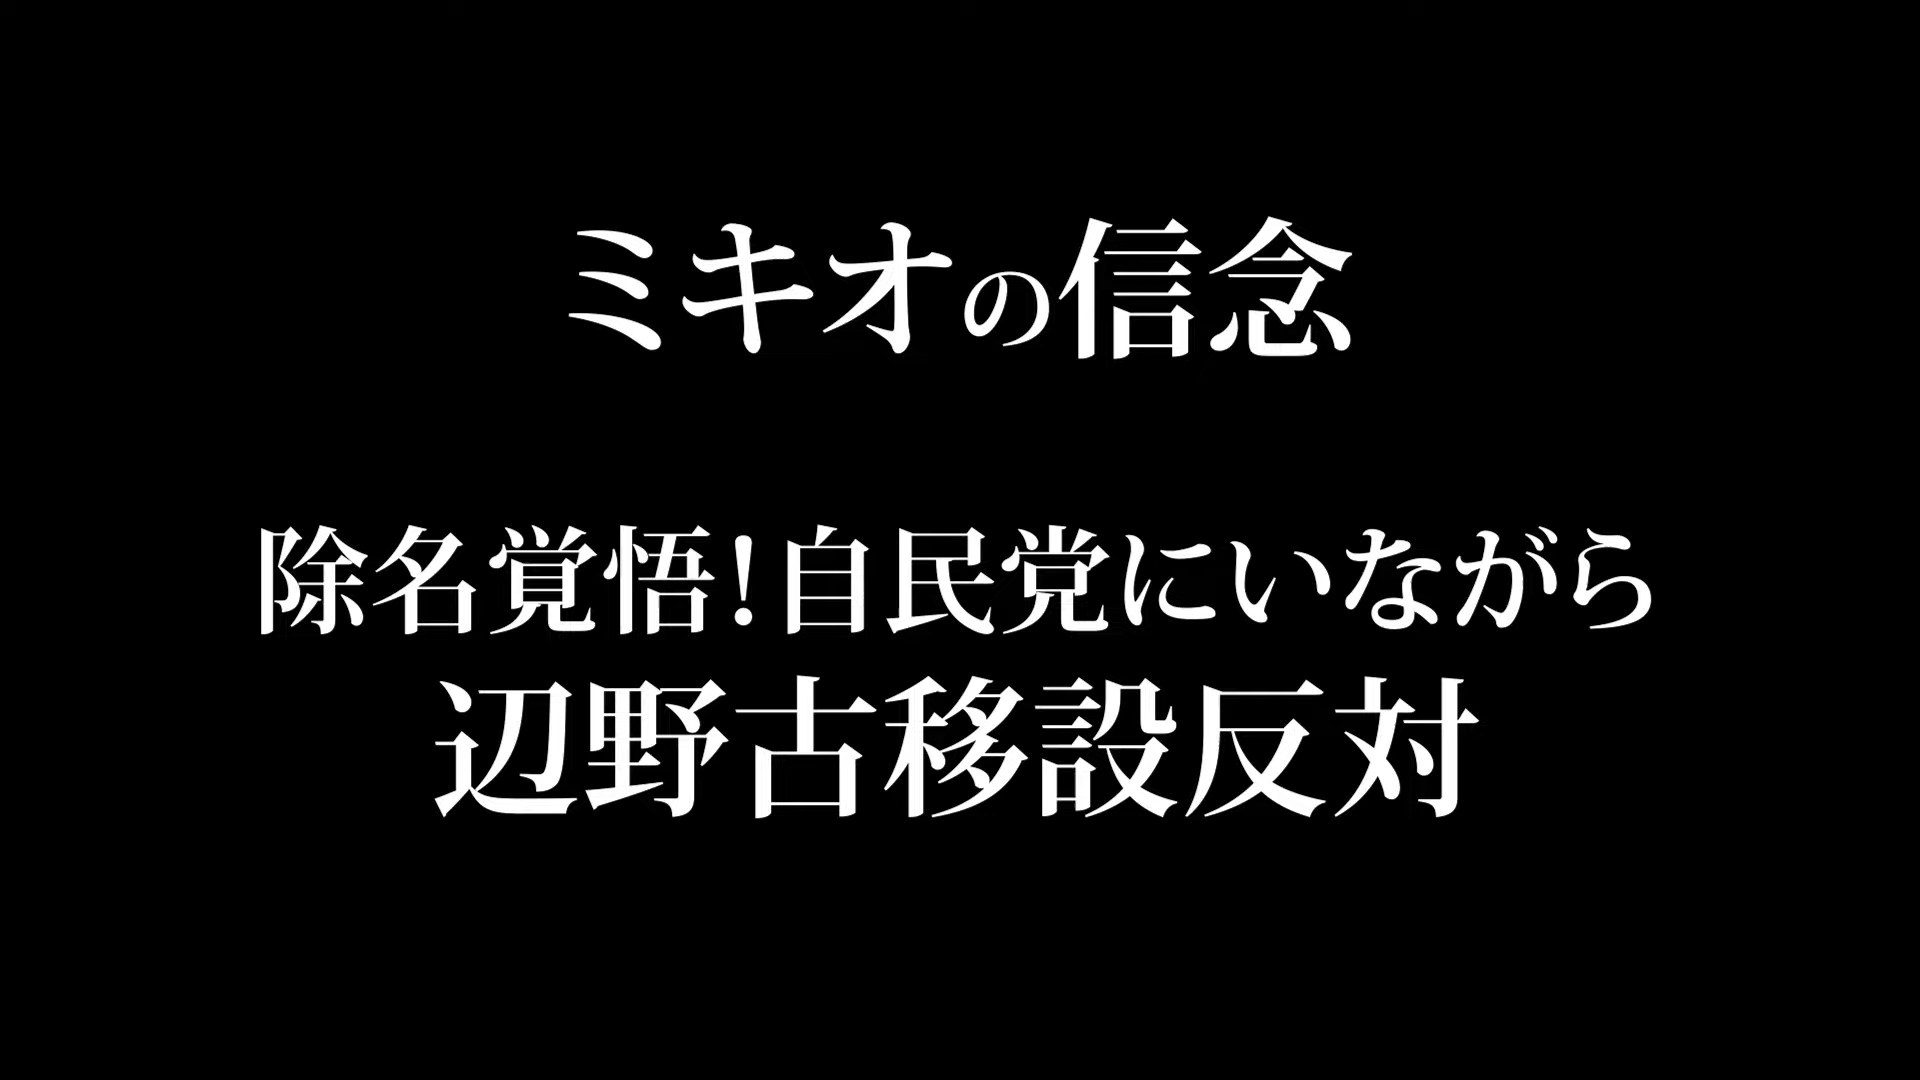 ミキオの信念
除名覚悟！自民党にいながら
辺野古移設反対